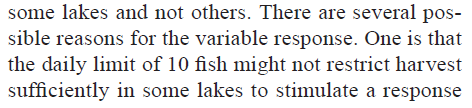 some lakes and not others. There are several pos-
sible reasons for the variable response. One is that
the daily limit of 10 fish might not restrict harvest
sufficiently in some lakes to stimulate a response